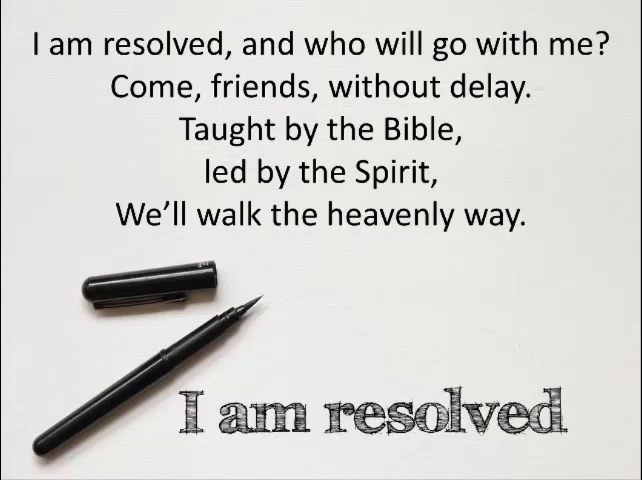 I am resolved, and who will go with me?
Come, friends, without delay.
Taught by the Bible,
led by the Spirit,
We’ll walk the heavenly way.
I am resolved